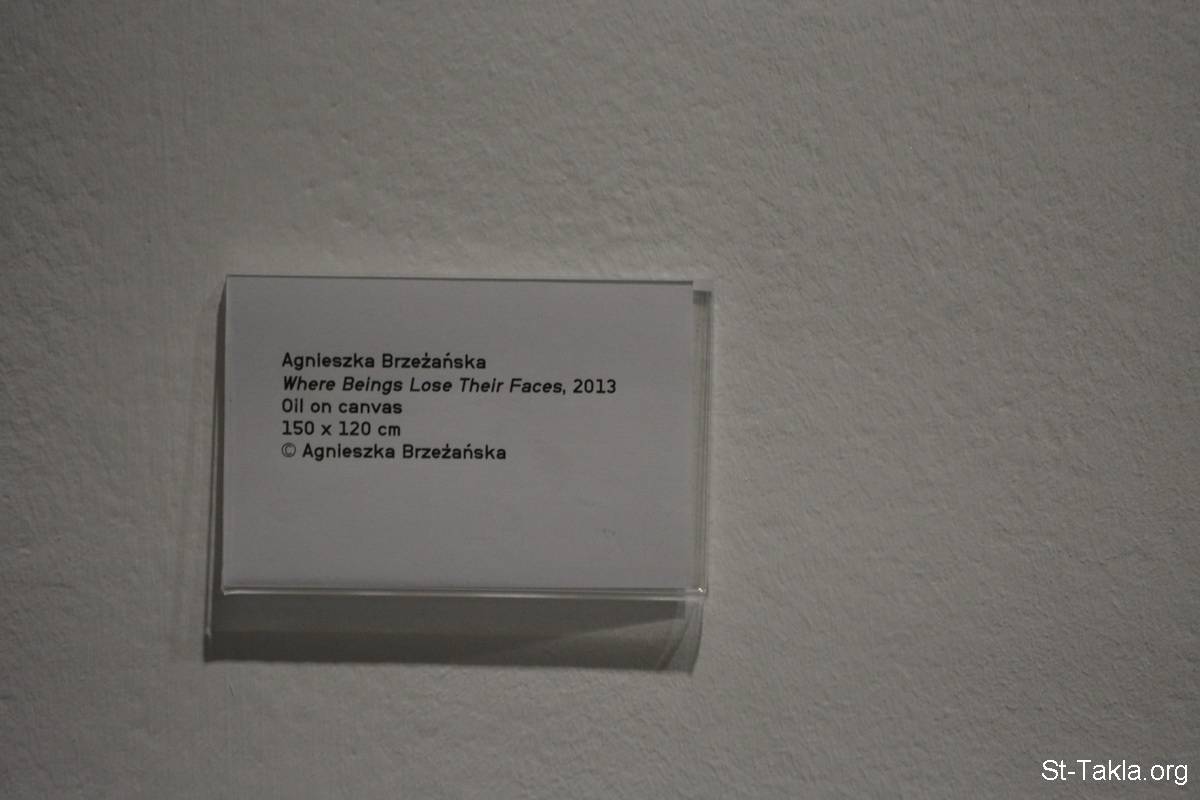 Agnieszka Brzeżańska
Where Beings Lose Their Faces, 2013
Oil on canvas
150 x 120 cm
© Agnieszka Brzeżańska
St-Takla.org